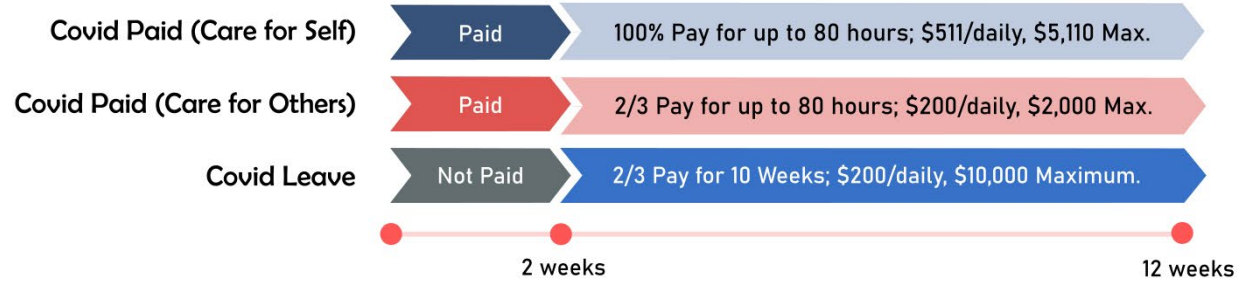 Covid Paid (Care for Self)
Paid
100% Pay for up to 80 hours; $511/daily, $5,110 Max.
Covid Paid (Care for Others)
Paid
2/3 Pay for up to 80 hours; $200/daily, $2,000 Max.
Covid Leave
Not Paid
2/3 Pay for 10 Weeks; $200/daily, $10,000 Maximum.
2 weeks
12 weeks